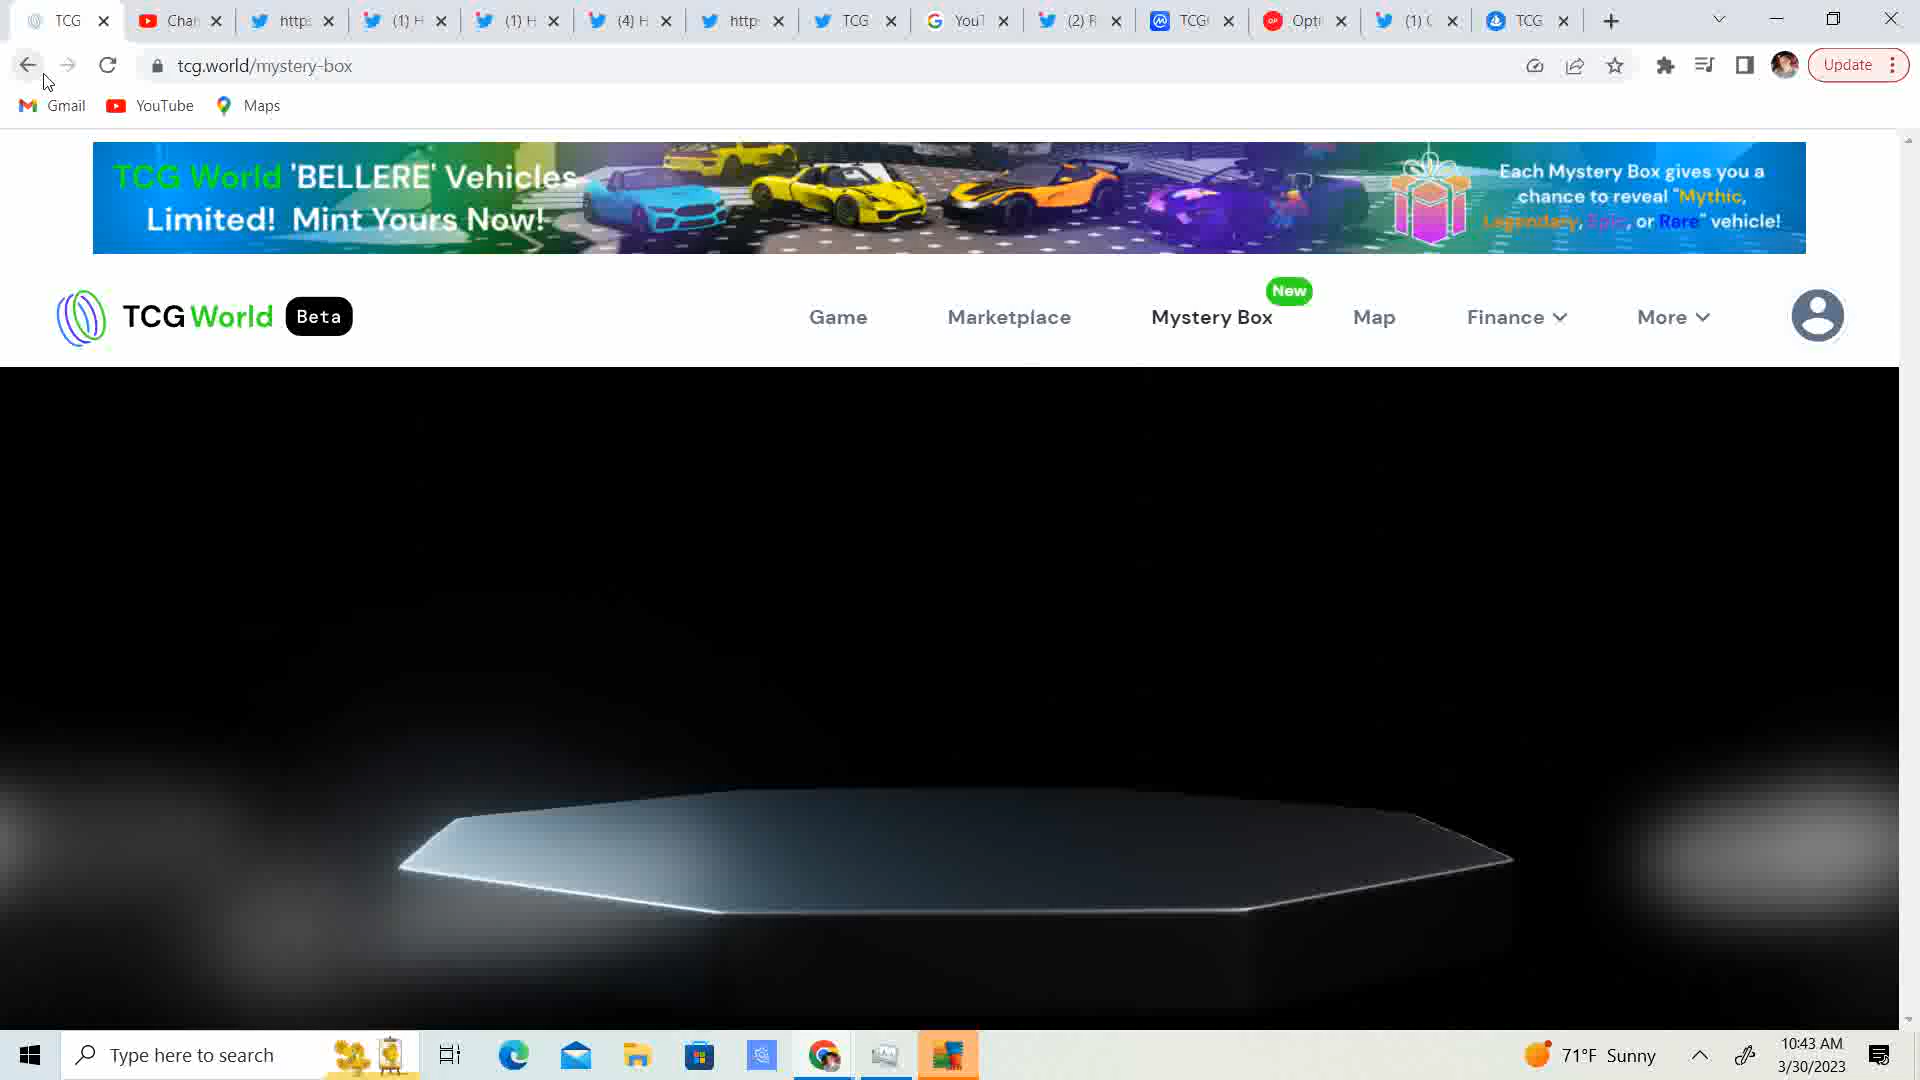 TCG
Chai
https
(1) H
(1) H
(4) H
http
TCG
YouT
(2) F
TCG
Opti
(1) C
TCG
tcg.world/mystery-box
Update
Gmail
YouTube
Maps
TCG World 'BELLERE' Vehicles
Limited! Mint Yours Now!
Each Mystery Box gives you a
chance to reveal "Mythic,
Legendary, Epic, or Rare" vehicle!
TCG World
Beta
Game
Marketplace
Mystery Box
New
Map
Finance
More
Type here to search
71°F Sunny
10:43 AM
3/30/2023